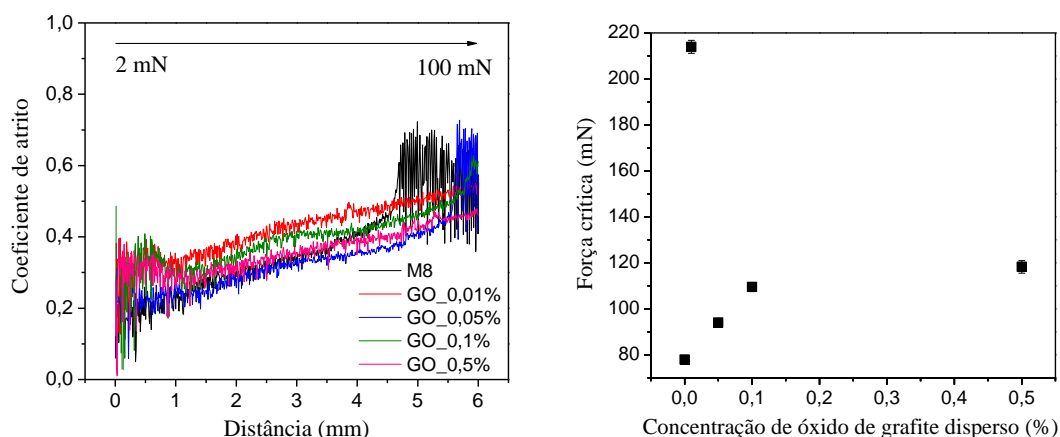 1,0
0,8
0,6
0,4
0,2
0,0
Coeficiente de atrito
2 mN
100 mN
M8
GO_0,01%
GO_0,05%
GO_0,1%
GO_0,5%
0
1
2
3
4
5
6
Distância (mm)
220
200
180
160
140
120
100
80
Força crítica (mN)
0,0
0,1
0,2
0,3
0,4
0,5
Concentração de óxido de grafite disperso (%)